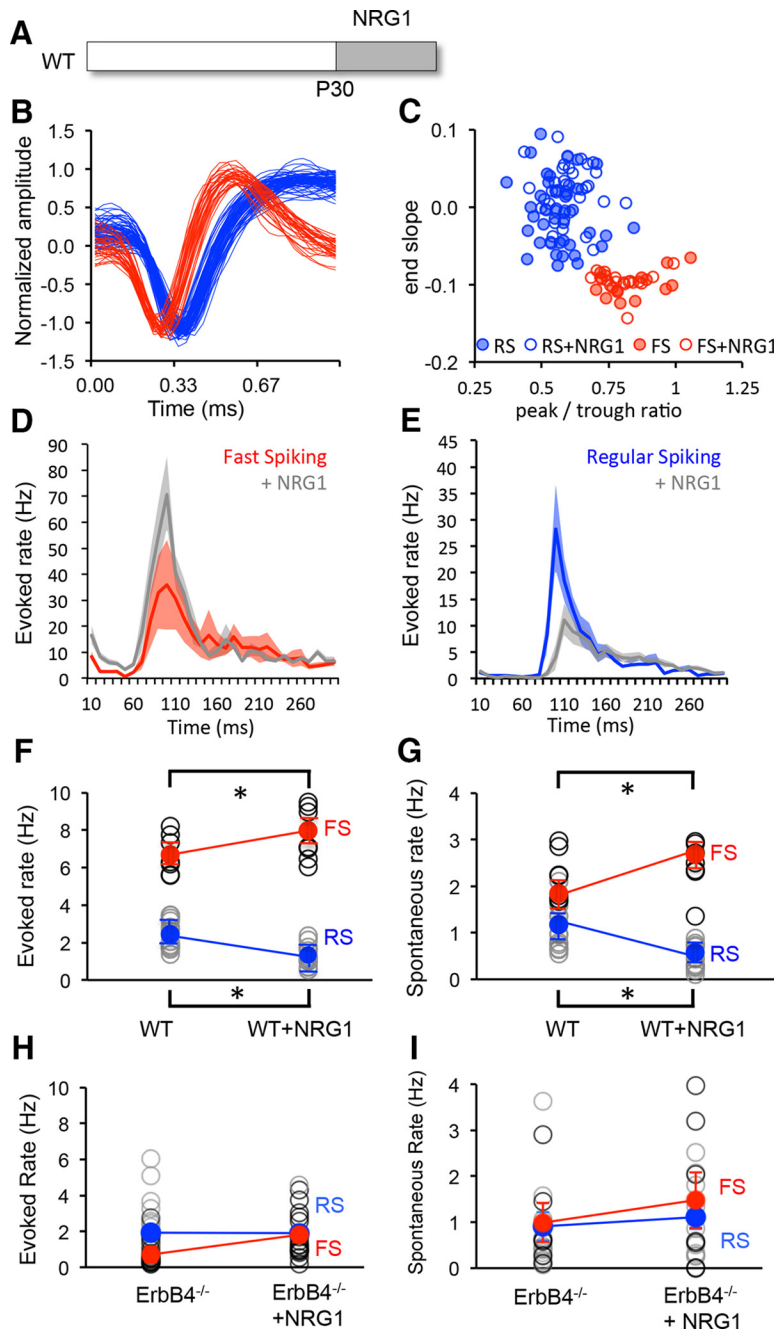 A
NRG1
WT
P30
B
Normalized amplitude
1.5
1.0
0.5
0.0
-0.5
-1.0
-1.5
0.00 0.33 0.67
Time (ms)
C
end slope
0.1
0.0
-0.1
-0.2
RS RS+NRG1 FS FS+NRG1
0.25 0.5 0.75 1 1.25
peak / trough ratio
D
Evoked rate (Hz)
90
80
70
60
50
40
30
20
10
0
Fast Spiking
+ NRG1
10 60 110 160 210 260
Time (ms)
E
Evoked rate (Hz)
45
40
35
30
25
20
15
10
5
0
Regular Spiking
+ NRG1
10 60 110 160 210 260
Time (ms)
F
Evoked rate (Hz)
10
8
6
4
2
0
*
FS
RS
*
WT WT+NRG1
G
Spontaneous rate (Hz)
4
3
2
1
0
*
FS
RS
*
WT WT+NRG1
H
Evoked Rate (Hz)
10
8
6
4
2
0
RS
FS
ErbB4-/- ErbB4-/-
+NRG1
I
Spontaneous Rate (Hz)
4
3
2
1
0
FS
RS
ErbB4-/- ErbB4-/-
+ NRG1